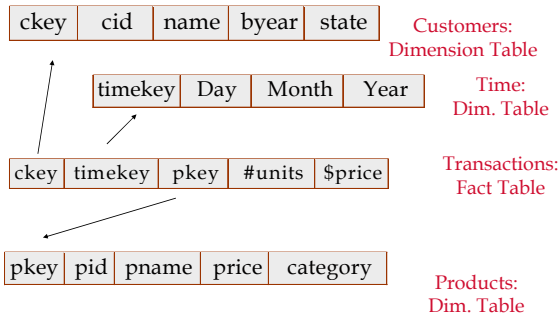 ckey cid name byear state
Customers:
Dimension Table
timekey Day Month Year
Time:
Dim. Table
ckey timekey pkey #units $price
Transactions:
Fact Table
pkey pid pname price category
Products:
Dim. Table